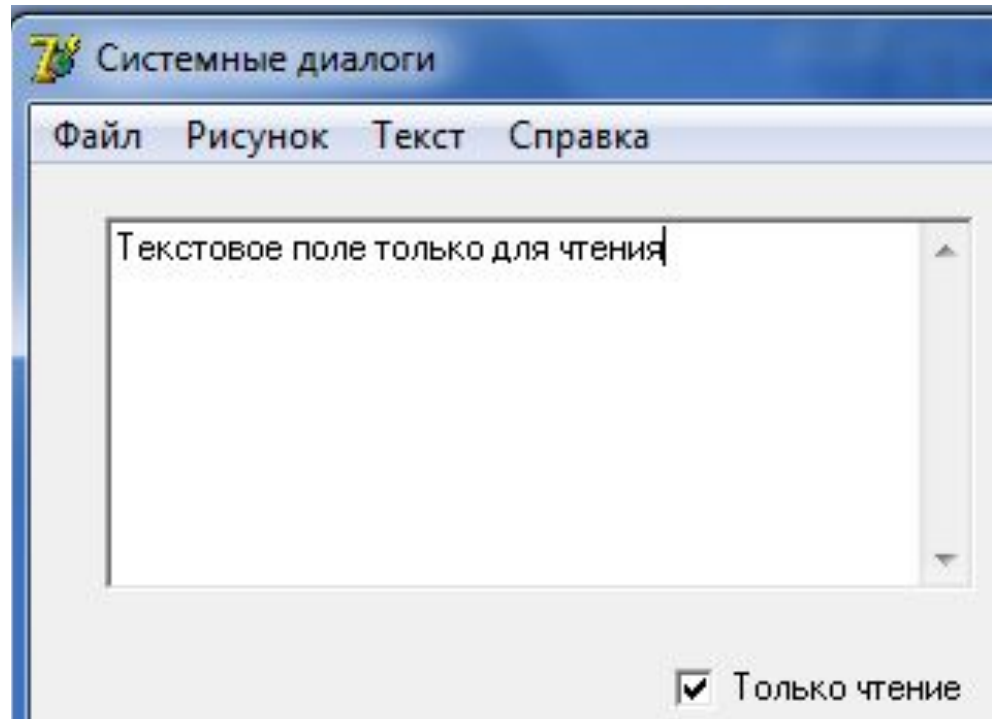 Системные диалоги
Файл Рисунок Текст Справка
Текстовое поле только для чтения
Только чтение